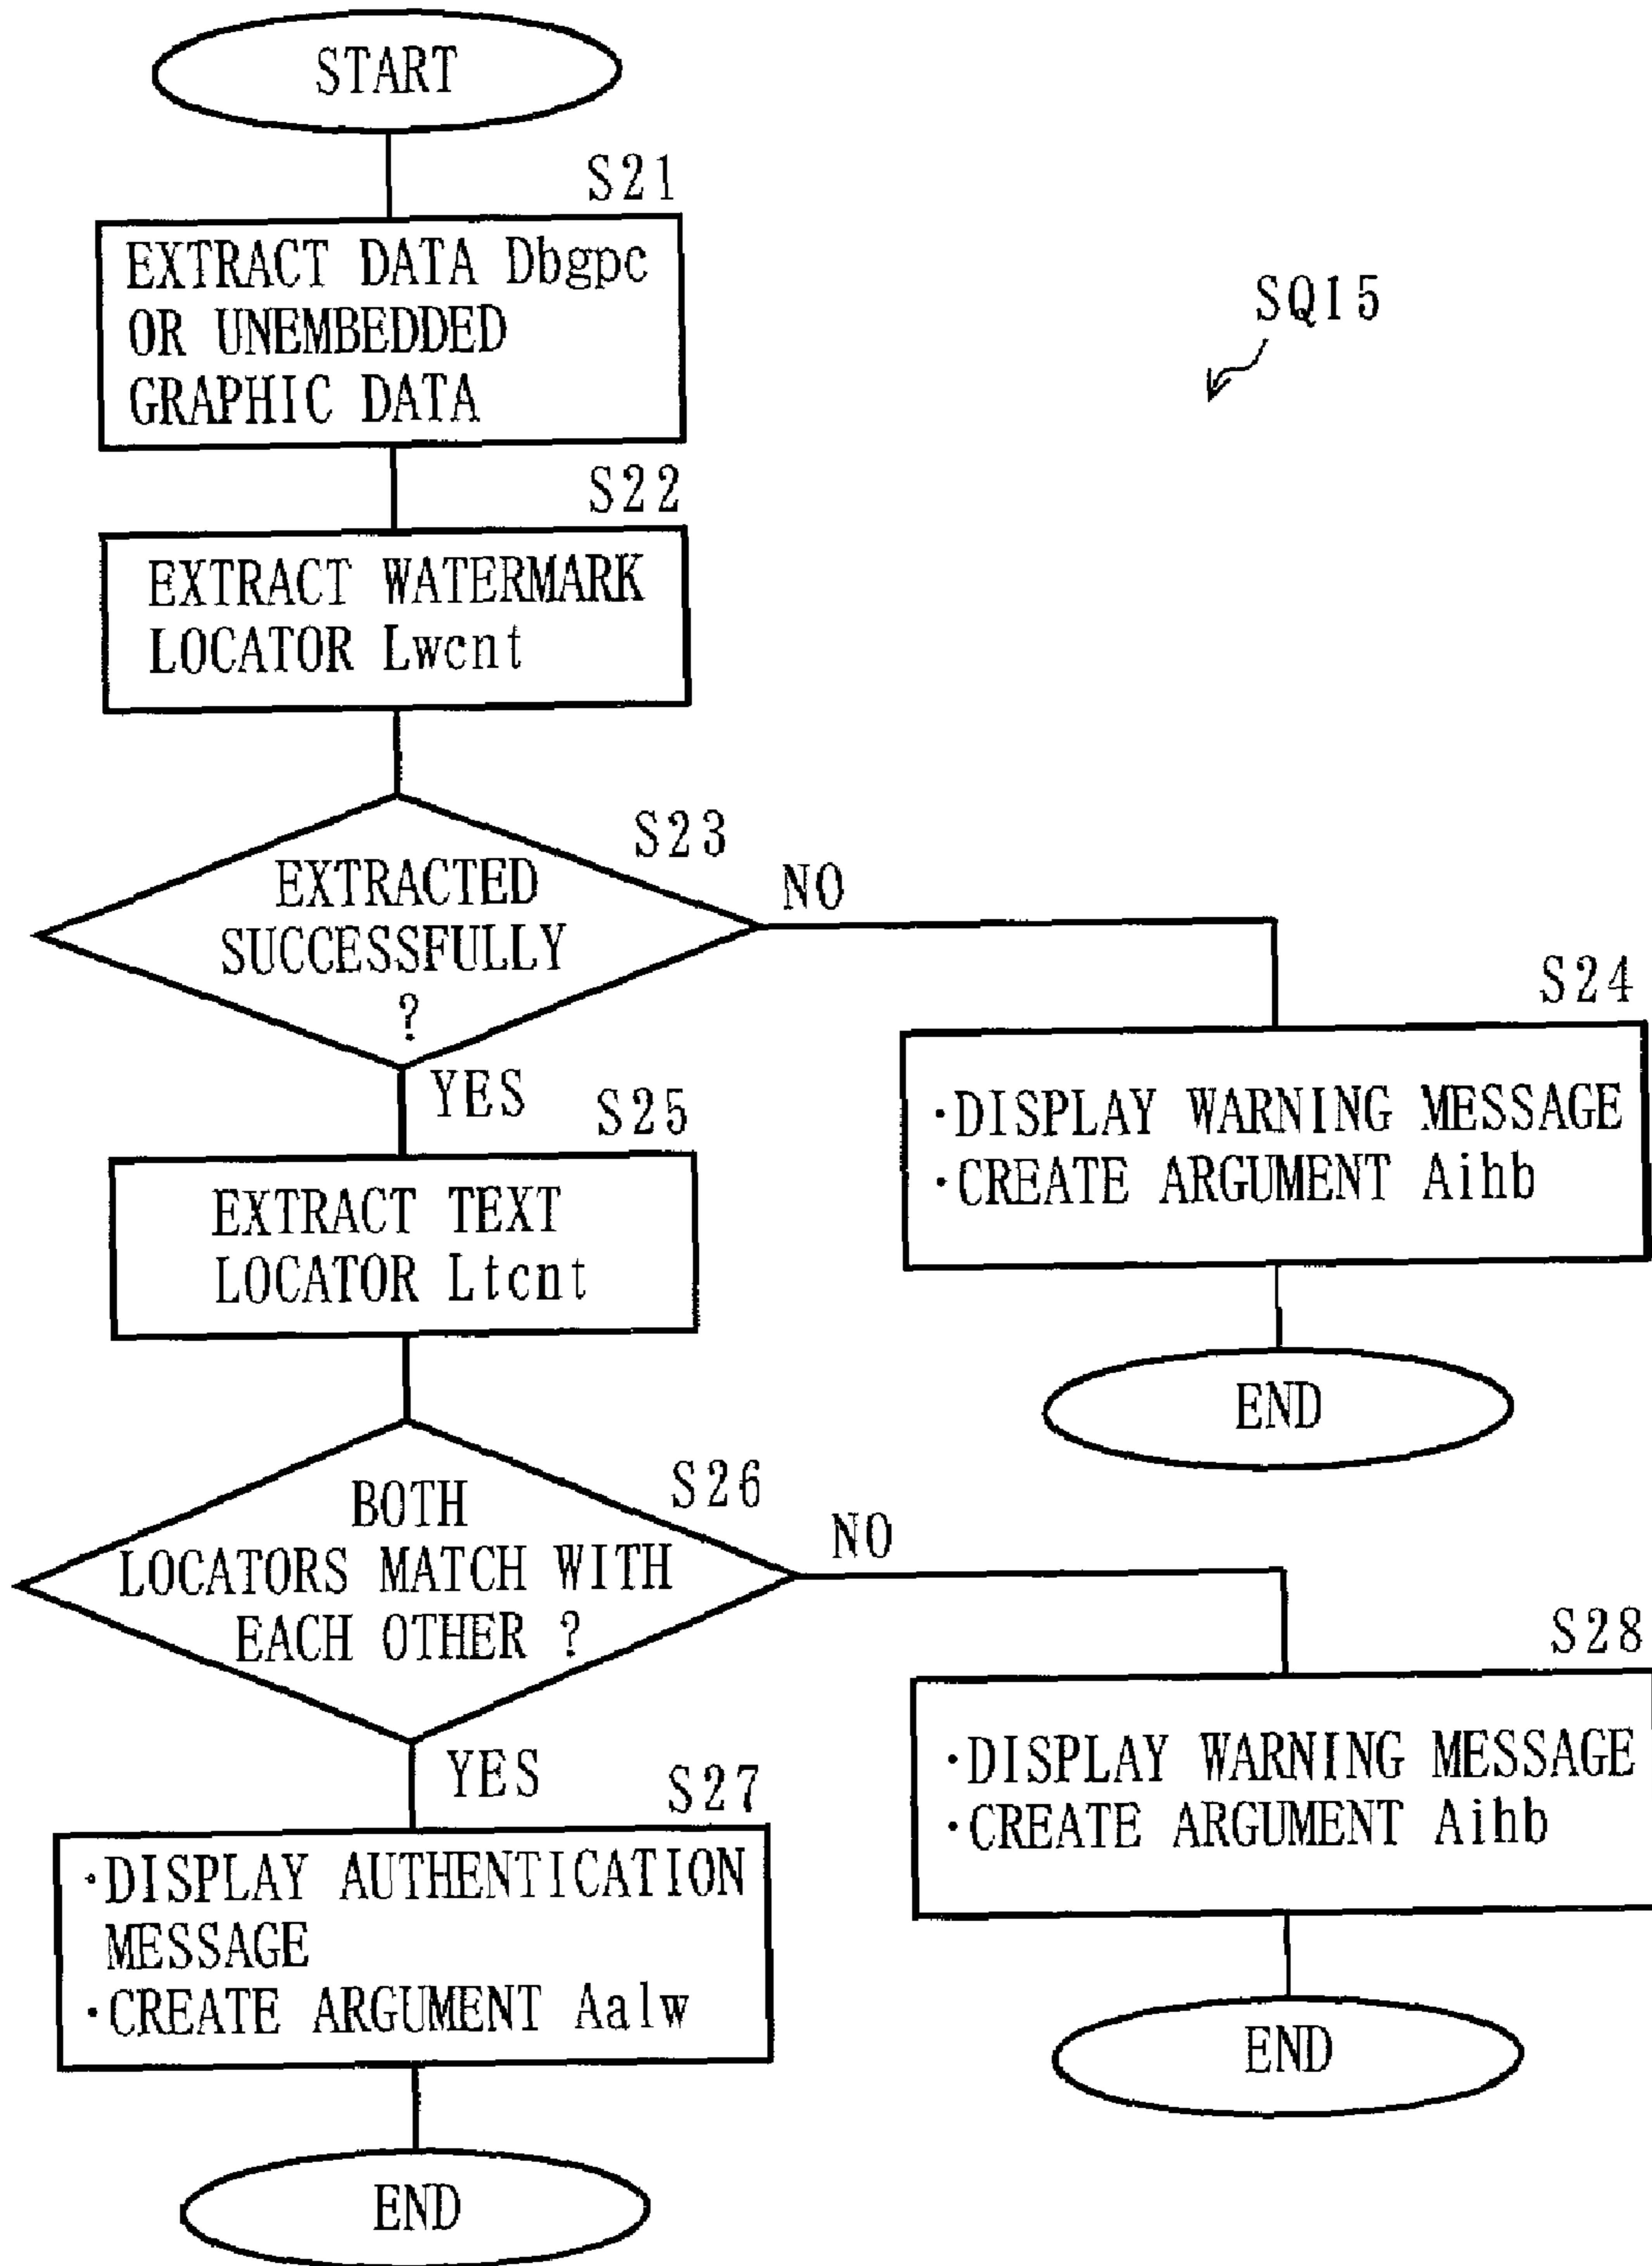 START
S21
EXTRACT DATA Dbgpc
OR UNEMBEDDED
GRAPHIC DATA
SQ15
S22
EXTRACT WATERMARK
LOCATOR Lwcnt
S23
EXTRACTED
SUCCESSFULLY
?
NO
YES
S24
·DISPLAY WARNING MESSAGE
·CREATE ARGUMENT Aihb
END
S25
EXTRACT TEXT
LOCATOR Ltcnt
S26
BOTH
LOCATORS MATCH WITH
EACH OTHER ?
NO
YES
S28
·DISPLAY WARNING MESSAGE
·CREATE ARGUMENT Aihb
END
S27
·DISPLAY AUTHENTICATION
MESSAGE
·CREATE ARGUMENT Aalw
END